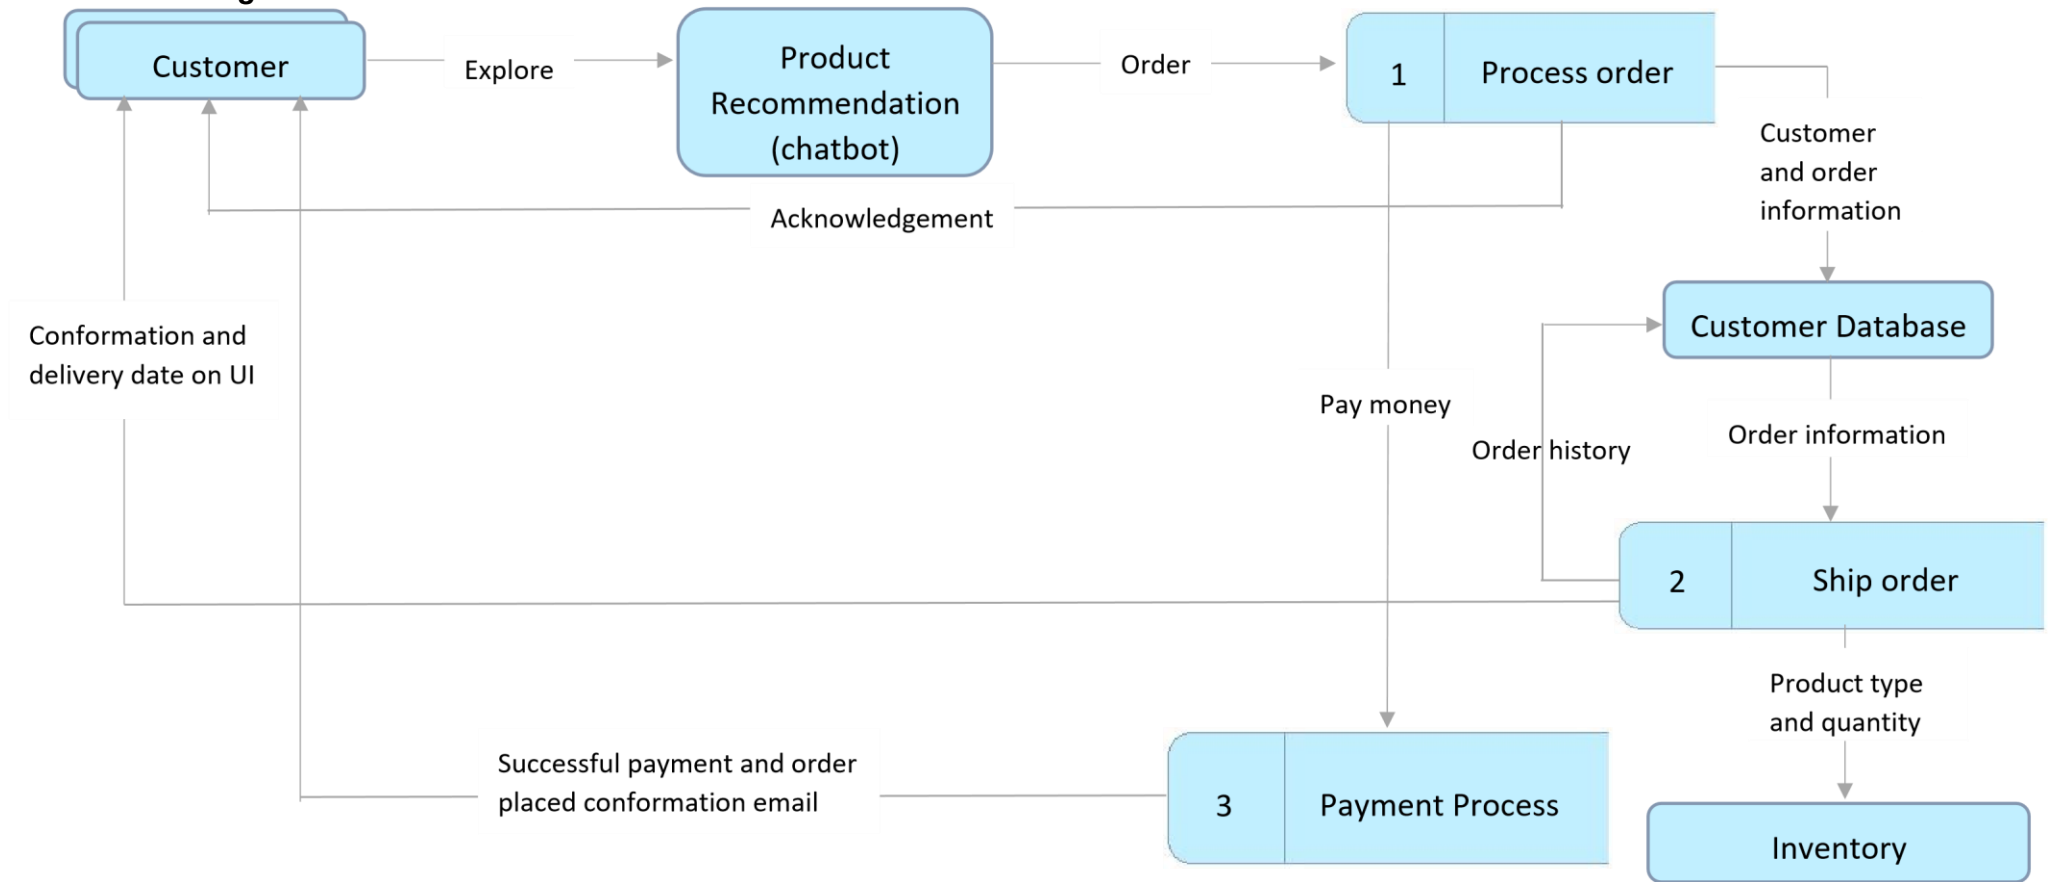 Customer
Explore
Product
Recommendation
(chatbot)
Order
1
Process order
Customer
and order
information
Acknowledgement
Conformation and
delivery date on UI
Customer Database
Pay money
Order history
Order information
2
Ship order
Product type
and quantity
Successful payment and order
placed conformation email
3
Payment Process
Inventory